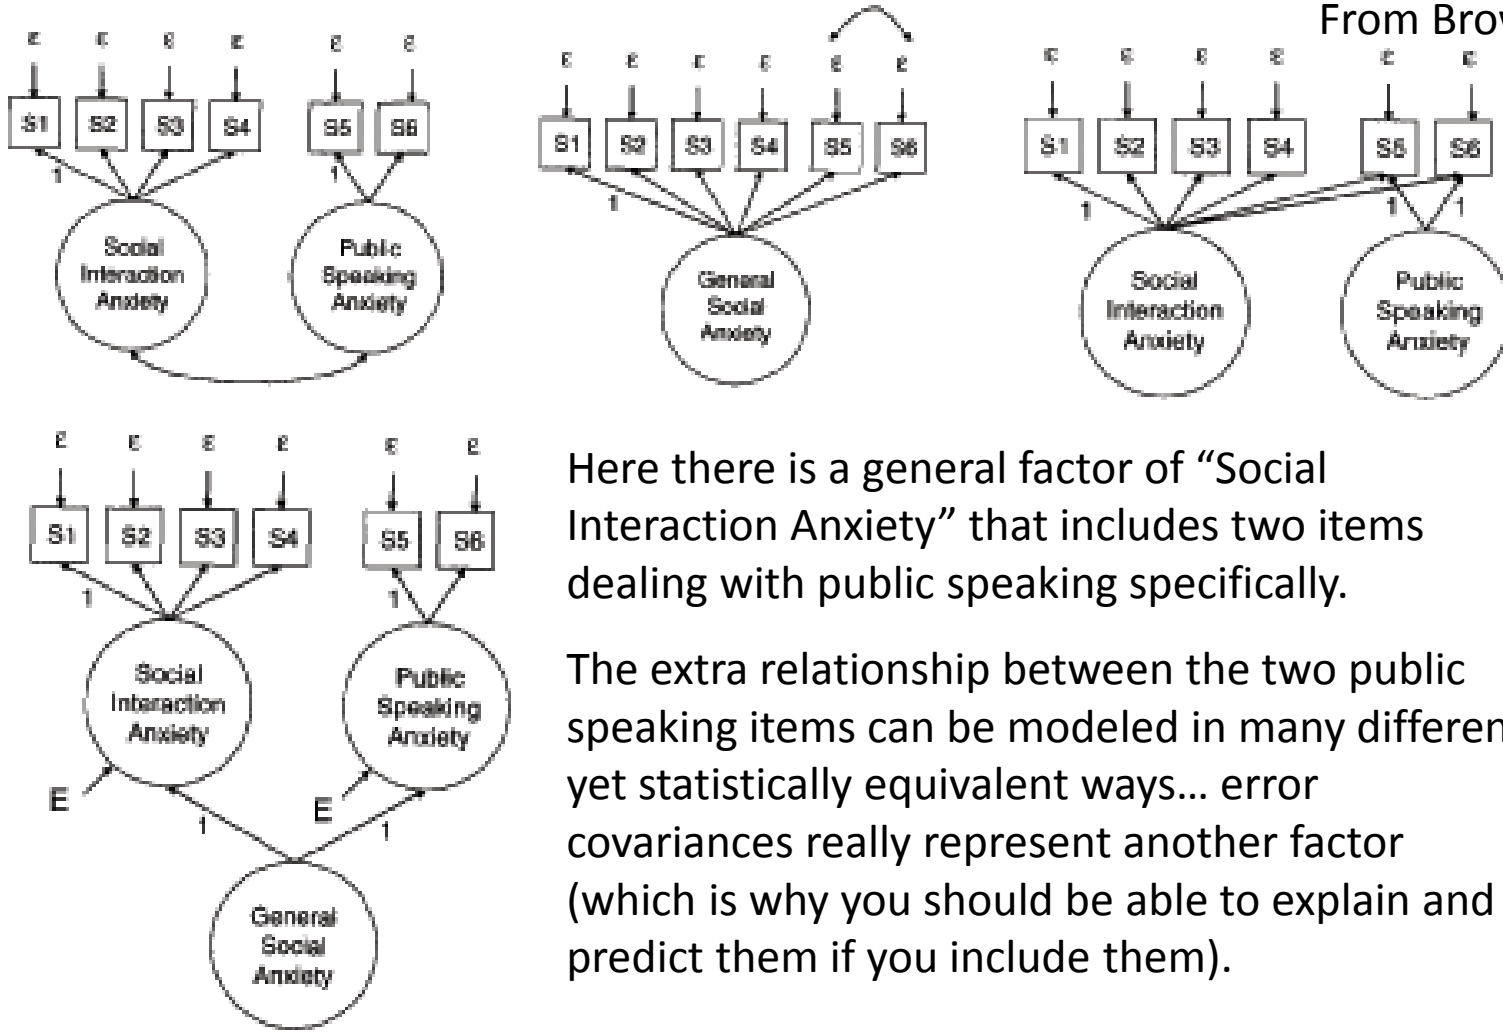 From Brow
ε ε ε ε ε ε
S1 S2 S3 S4 S5 S6
1 1
Social
Interaction
Anxiety
Public
Speaking
Anxiety
ε ε ε ε ε ε
S1 S2 S3 S4 S5 S6
1
General
Social
Anxiety
ε ε ε ε ε ε
S1 S2 S3 S4 S5 S6
1 1 1
Social
Interaction
Anxiety
Public
Speaking
Anxiety
ε ε ε ε ε ε
S1 S2 S3 S4 S5 S6
1 1
Social
Interaction
Anxiety
Public
Speaking
Anxiety
E E
1 1
General
Social
Anxiety
Here there is a general factor of “Social
Interaction Anxiety” that includes two items
dealing with public speaking specifically.
The extra relationship between the two public
speaking items can be modeled in many differen
yet statistically equivalent ways… error
covariances really represent another factor
(which is why you should be able to explain and
predict them if you include them).